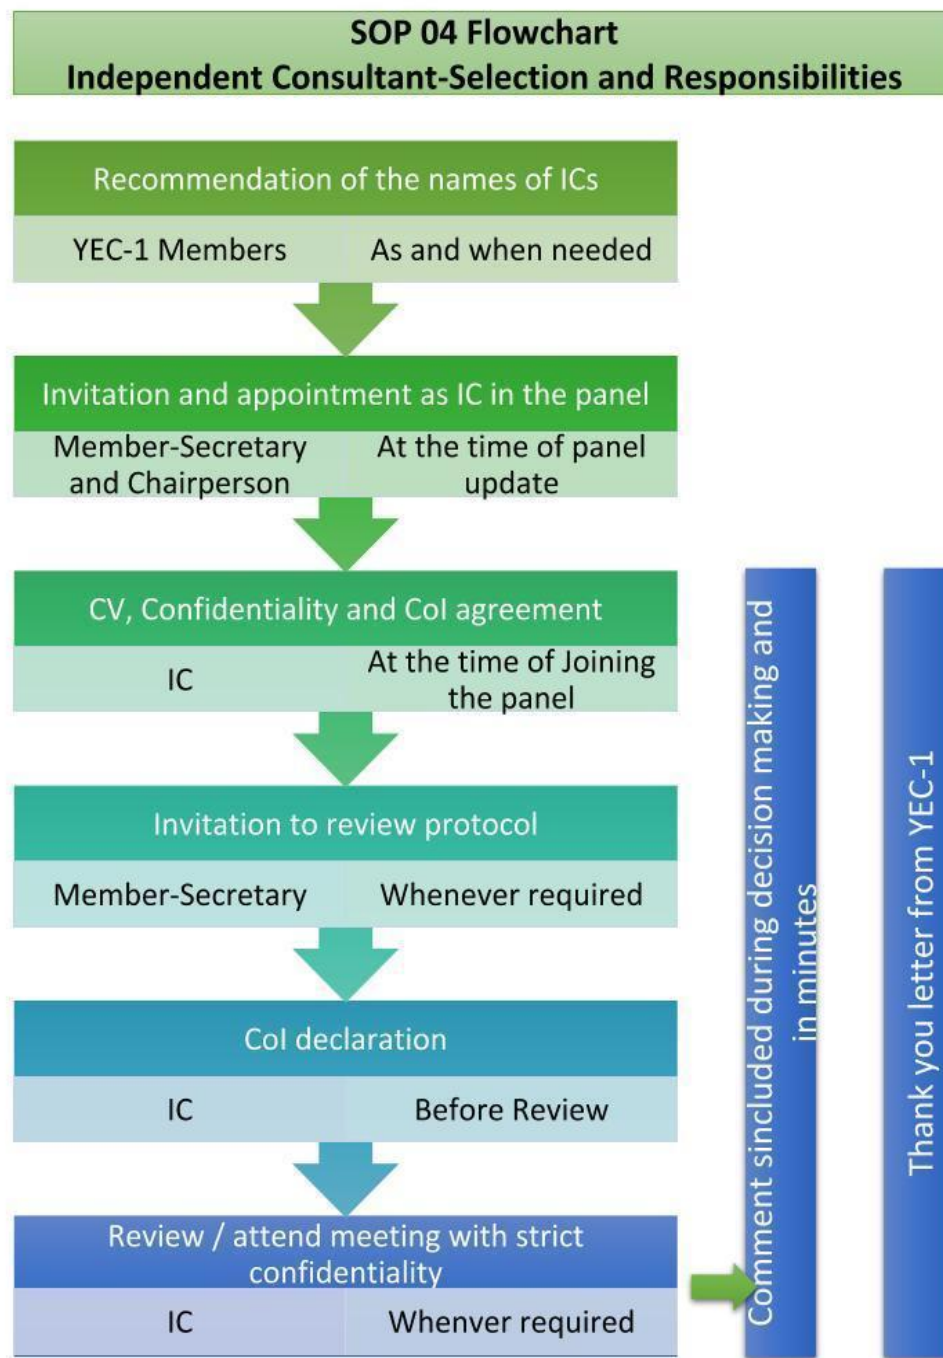 SOP 04 Flowchart
Independent Consultant-Selection and Responsibilities
Recommendation of the names of ICs
YEC-1 Members
As and when needed
Invitation and appointment as IC in the panel
Member-Secretary
and Chairperson
At the time of panel
update
CV, Confidentiality and CoI agreement
IC
At the time of Joining
the panel
Invitation to review protocol
Member-Secretary
Whenever required
CoI declaration
IC
Before Review
Review / attend meeting with strict
confidentiality
IC
Whenver required
Comment sincluded during decision making and
in minutes
Thank you letter from YEC-1